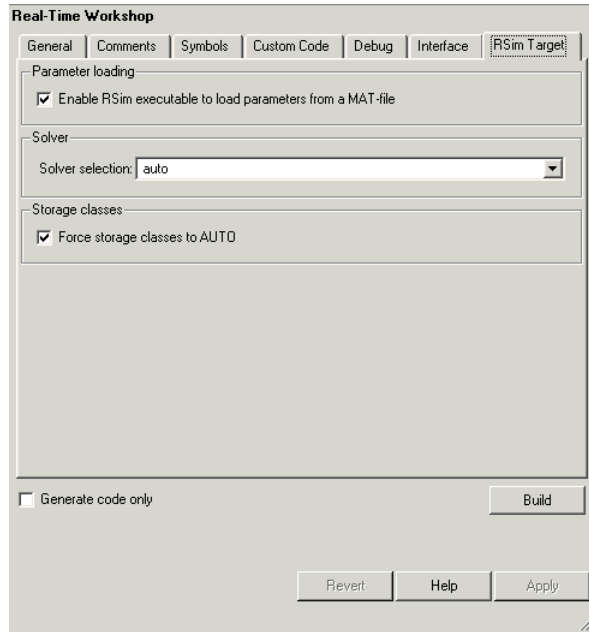 Real-Time Workshop
General Comments Symbols Custom Code Debug Interface RSim Target
Parameter loading
Enable RSim executable to load parameters from a MAT-file
Solver
Solver selection: auto
Storage classes
Force storage classes to AUTO
Generate code only Build
Revert Help Apply